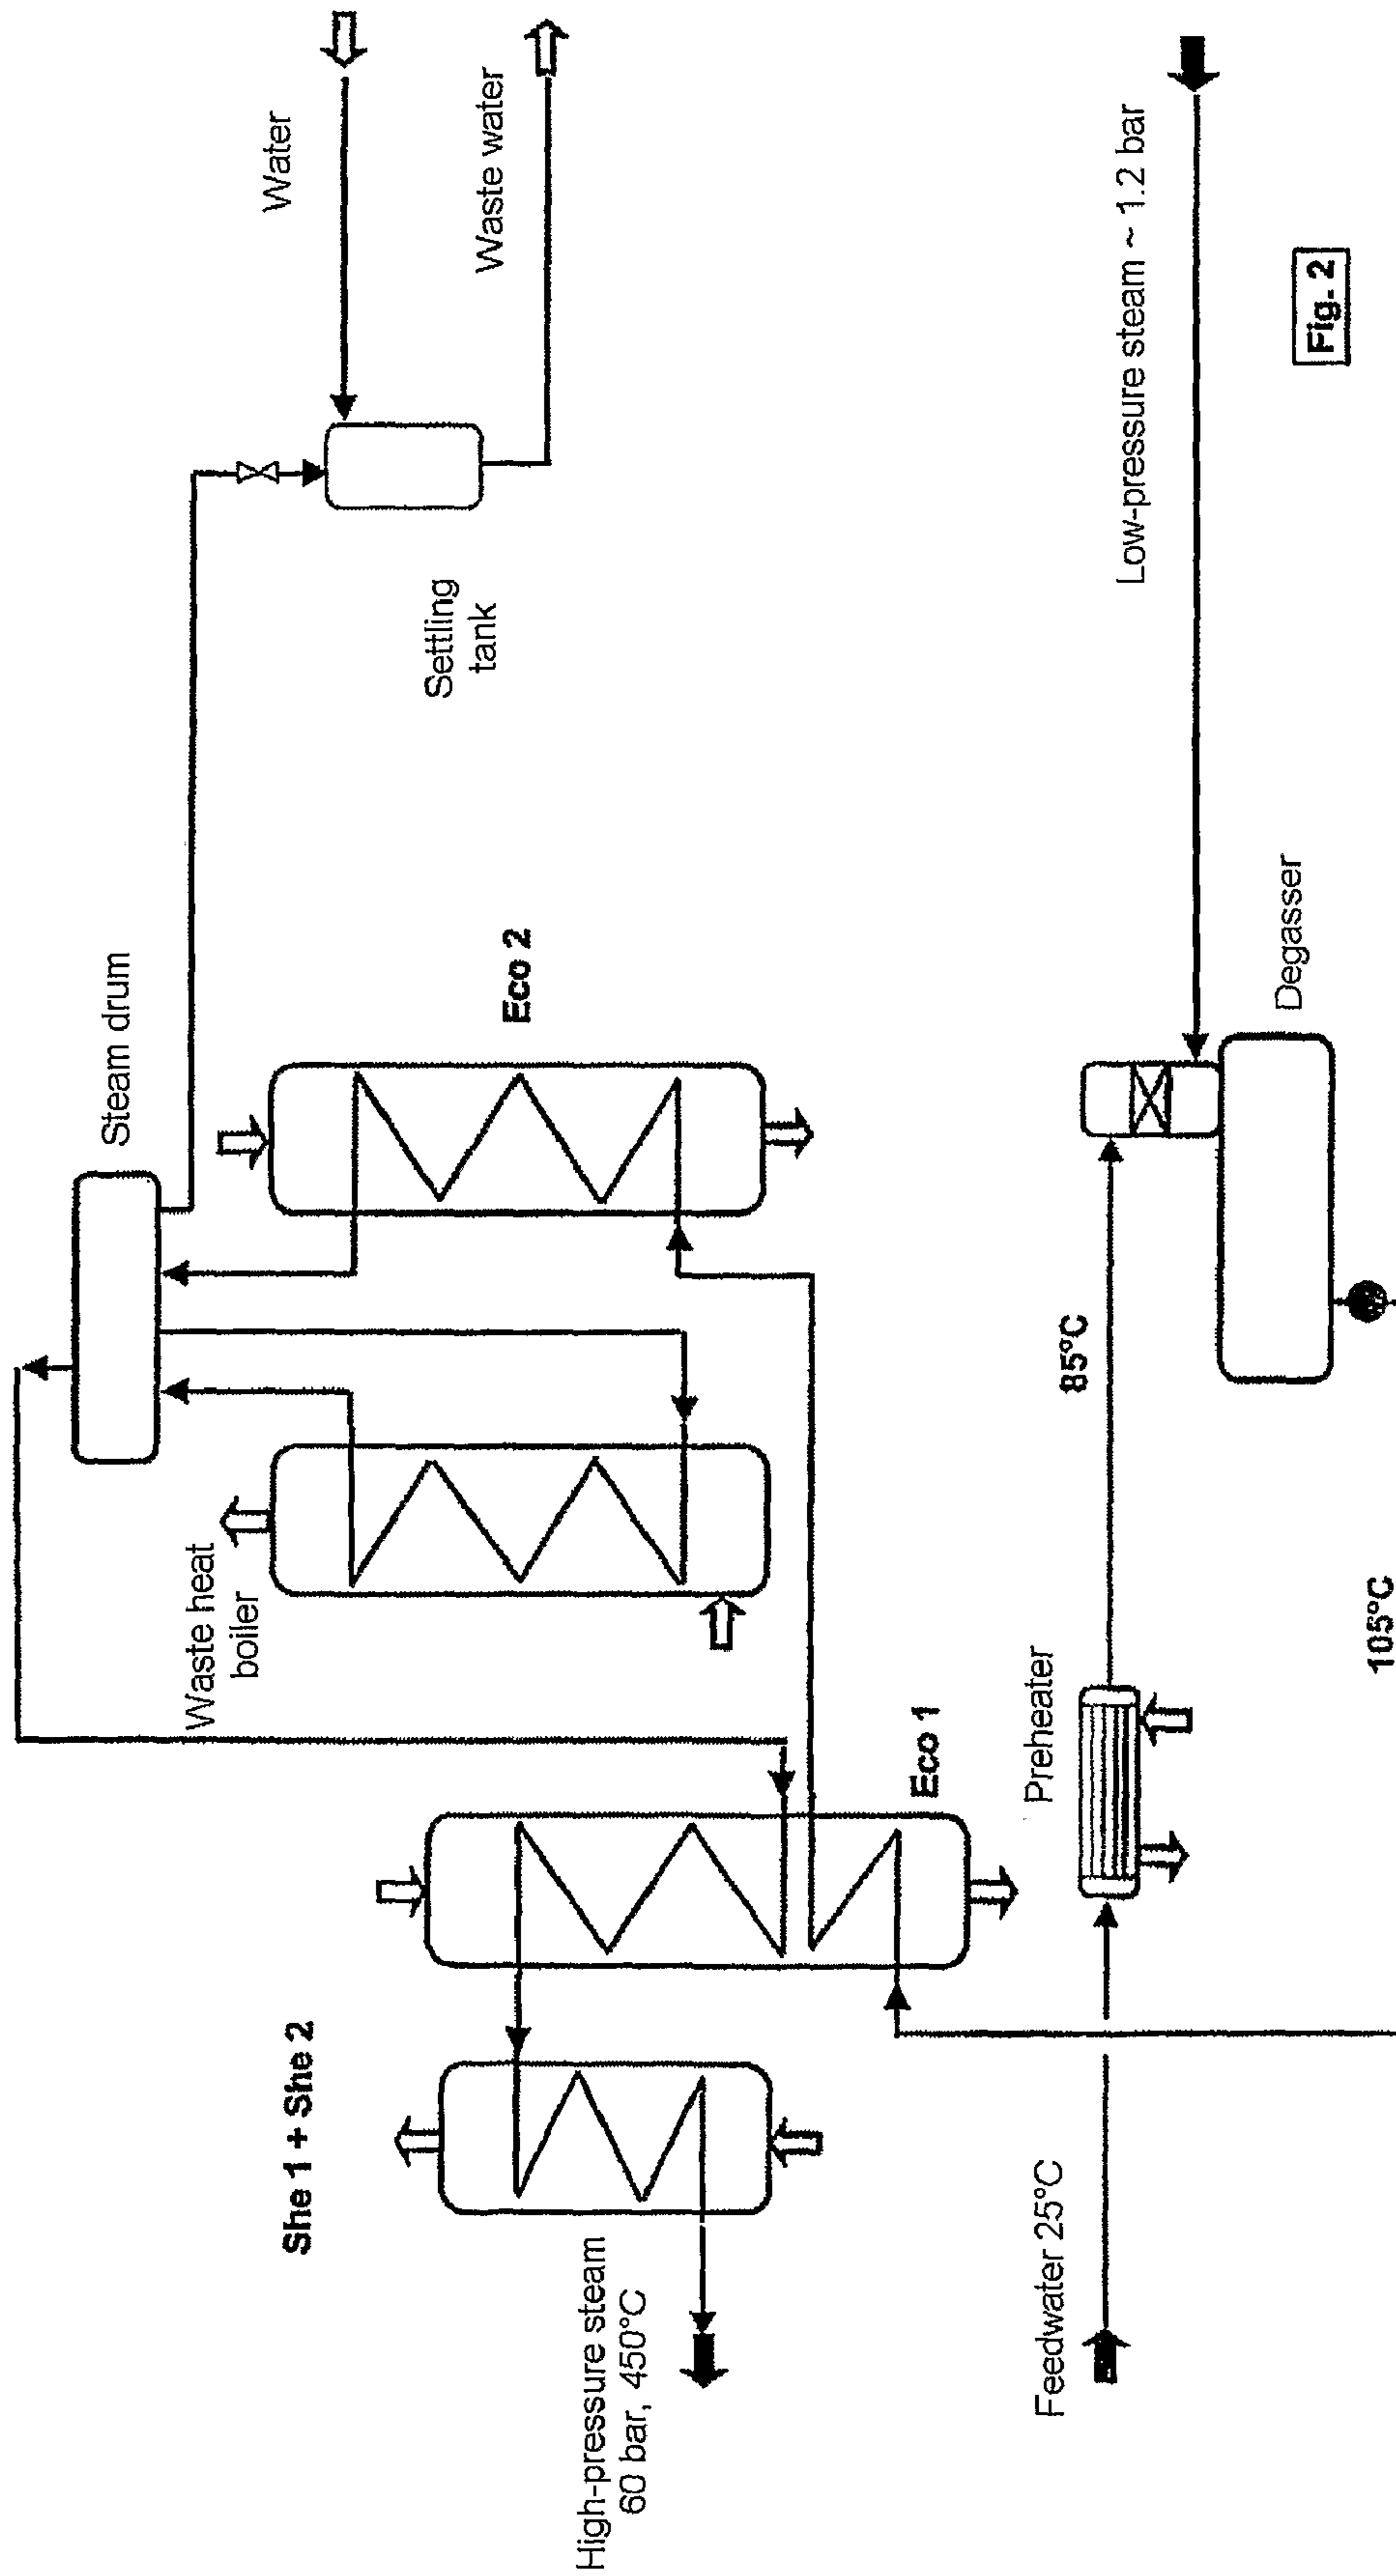 Steam drum
Water
Waste water
Waste heat
boiler
Eco 2
Settling
tank
She 1 + She 2
High-pressure steam
60 bar, 450°C
Eco 1
Feedwater 25°C
Preheater
85°C
Low-pressure steam ~ 1.2 bar
Degasser
105°C
Fig. 2